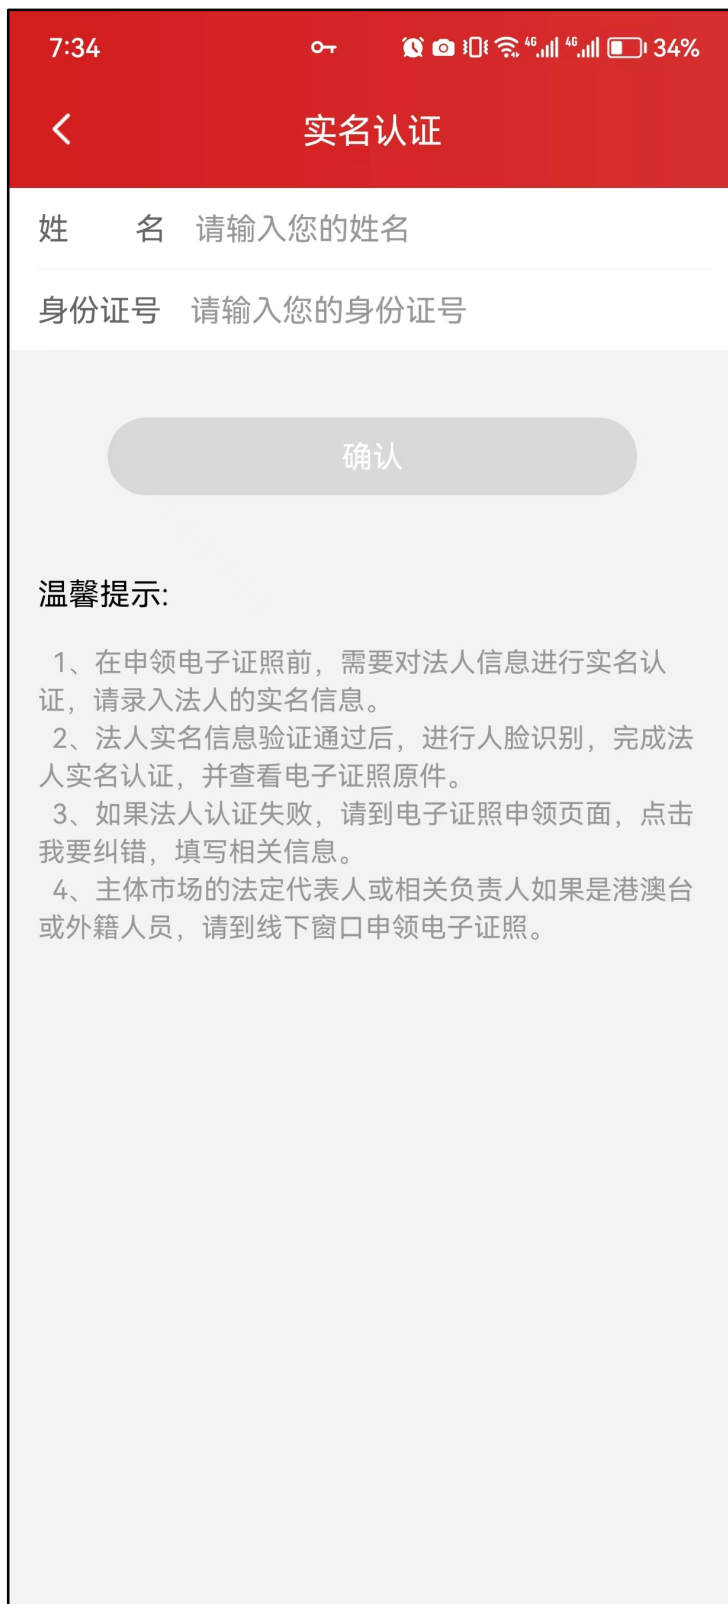 7:34 4G 4G 34%
实名认证
姓 名 请输入您的姓名
身份证号 请输入您的身份证号
确认
温馨提示:
1、在申领电子证照前，需要对法人信息进行实名认
证，请录入法人的实名信息。
2、法人实名信息验证通过后，进行人脸识别，完成法
人实名认证，并查看电子证照原件。
3、如果法人认证失败，请到电子证照申领页面，点击
我要纠错，填写相关信息。
4、主体市场的法定代表人或相关负责人如果是港澳台
或外籍人员，请到线下窗口申领电子证照。